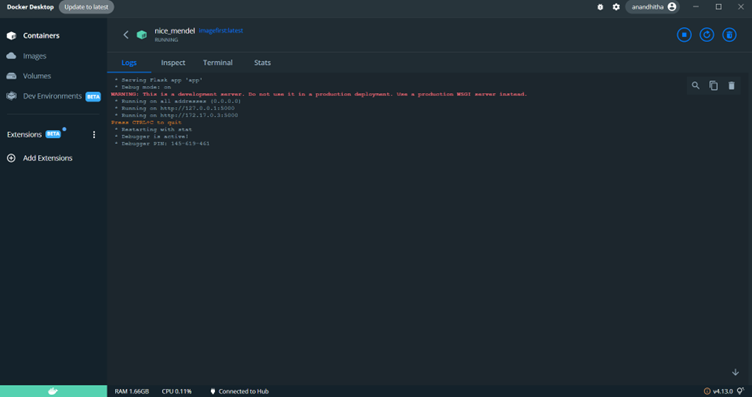 Docker Desktop
Update to latest
anandhitha
Containers
Images
Volumes
Dev Environments BETA
Extensions BETA
Add Extensions
nice_mendel imagefirst:latest
RUNNING
Logs Inspect Terminal Stats
* Serving Flask app 'app'
* Debug mode: on
WARNING: This is a development server. Do not use it in a production deployment. Use a production WSGI server instead.
* Running on all addresses (0.0.0.0)
* Running on http://127.0.0.1:5000
* Running on http://172.17.0.3:5000
Press CTRL+C to quit
* Restarting with stat
* Debugger is active!
* Debugger PIN:
RAM 1.66GB CPU 0.11% Connected to Hub
v4.13.0